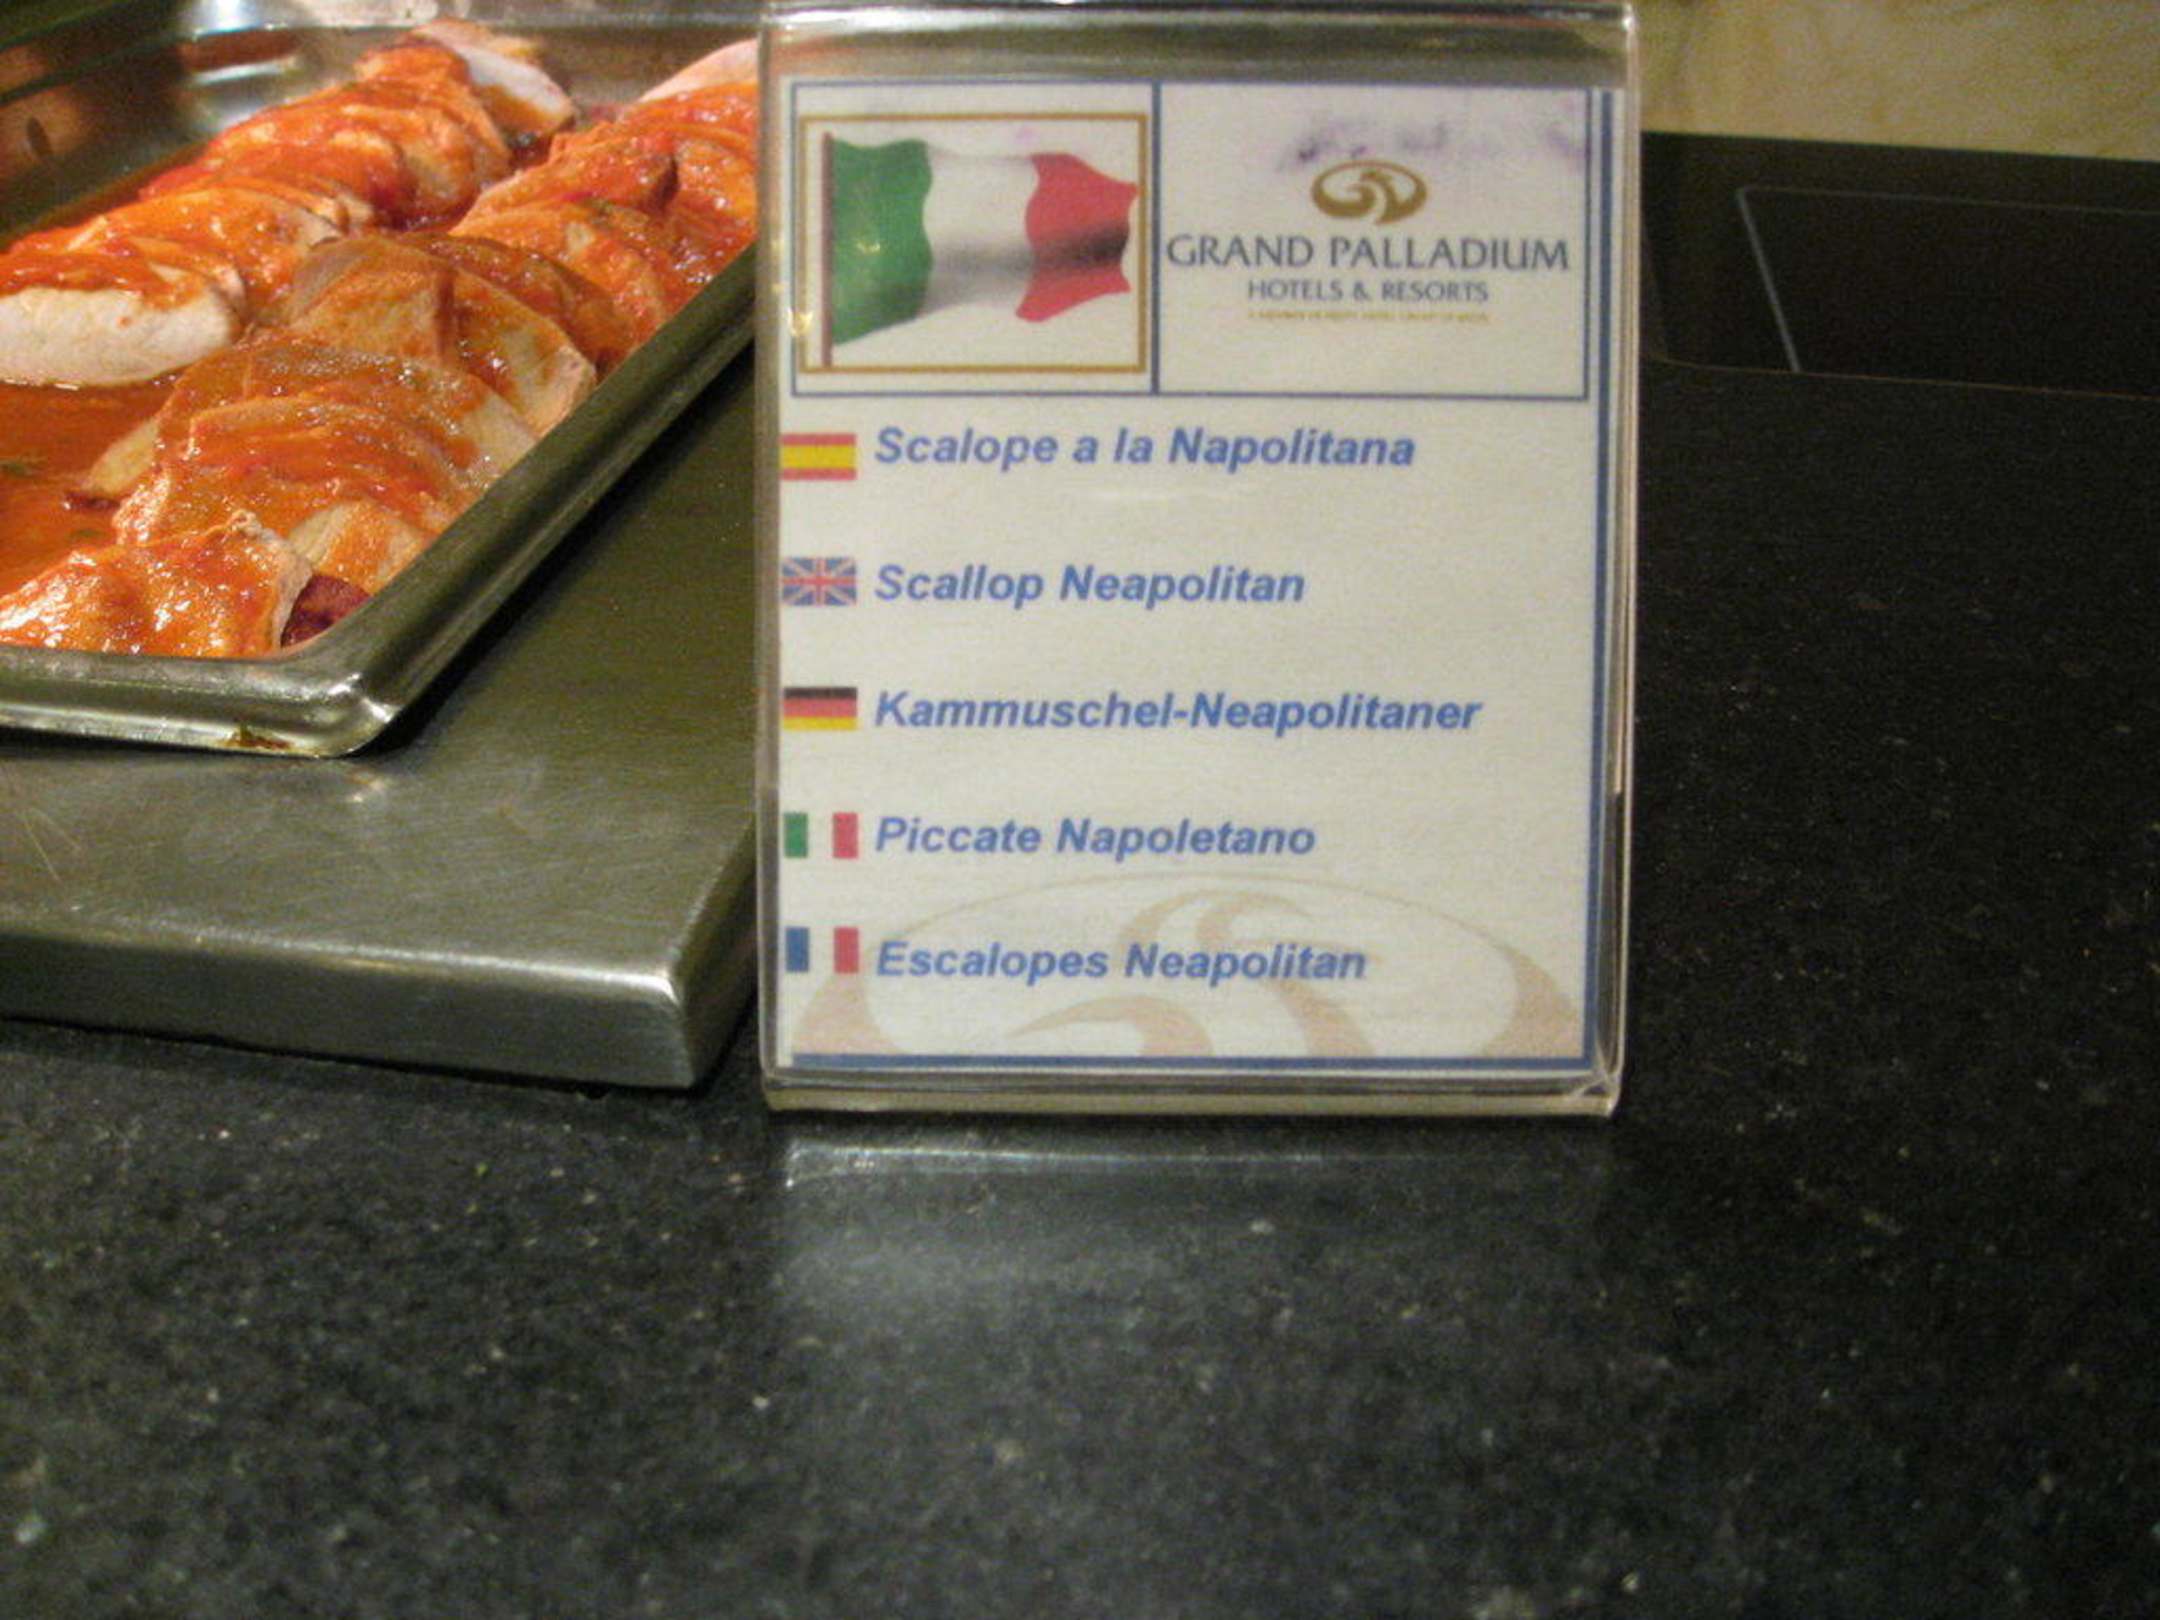 GRAND PALLADIUM
HOTELS & RESORTS
Scalope a la Napolitana
Scallop Neapolitan
Kammuschel-Neapolitaner
Piccate Napoletano
Escalopes Neapolitan